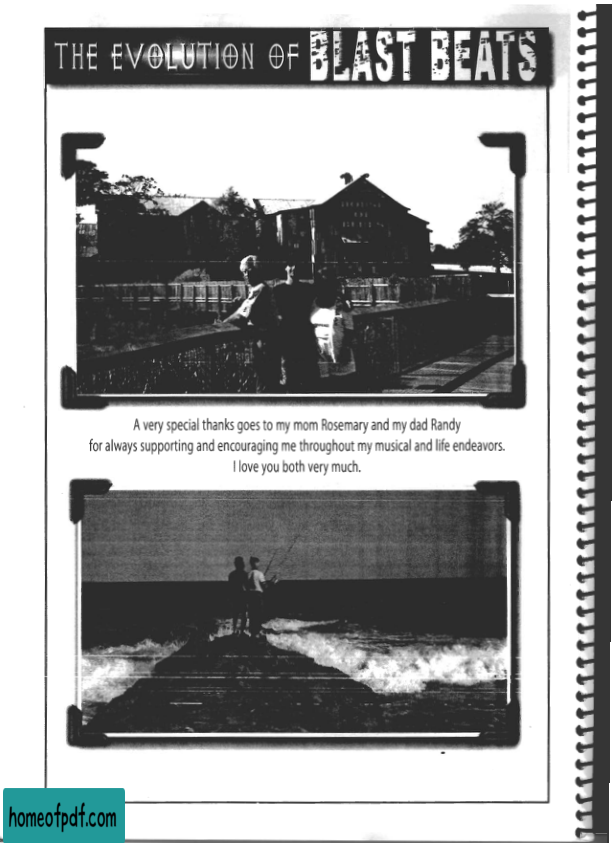 THE EVOLUTION OF BLAST BEATS
A very special thanks goes to my mom Rosemary and my dad Randy
for always supporting and encouraging me throughout my musical and life endeavors.
I love you both very much.
homeofpdf.com